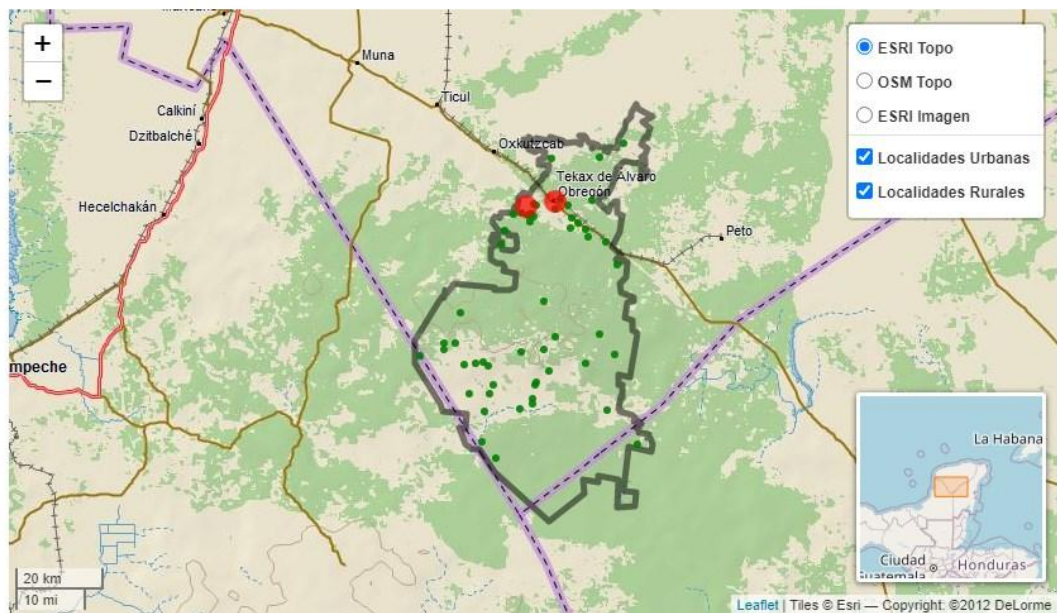 +
−
Muna
Calkiní
Dzitbalché
Ticul
Oxkutzcab
Tekax de Álvaro
Obregón
Hecelchakán
Peto
mpeche
ESRI Topo
OSM Topo
ESRI Imagen
Localidades Urbanas
Localidades Rurales
La Habana
Ciudad
Guatemala
Honduras
20 km
10 mi
Leaflet | Tiles © Esri — Copyright: ©2012 DeLorme